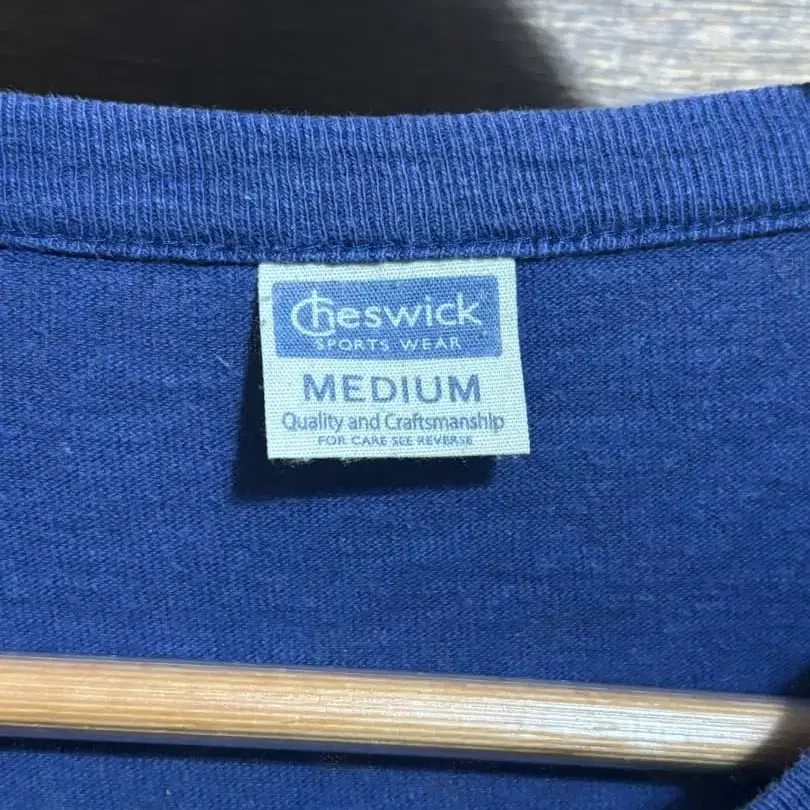 Cheswick
SPORTS WEAR
MEDIUM
Quality and Craftsmanship
FOR CARE SEE REVERSE